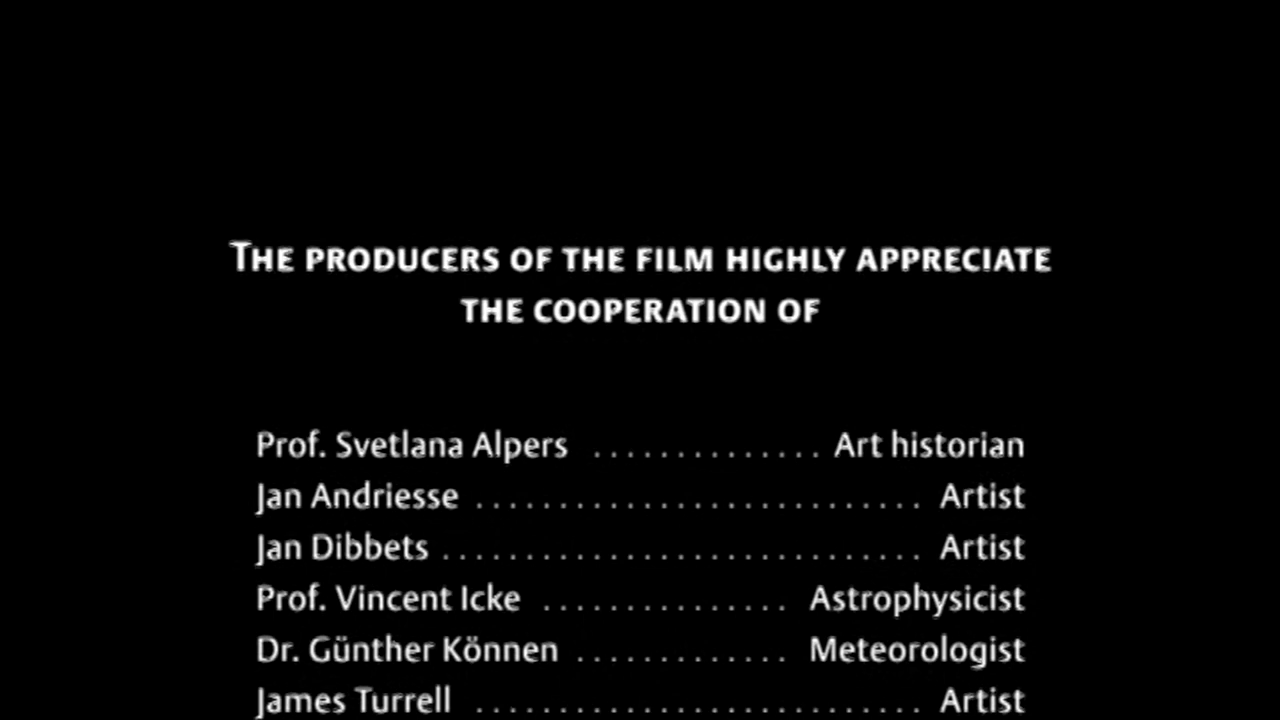 The producers of the film highly appreciate
the cooperation of
Prof. Svetlana Alpers .............. Art historian
Jan Andriesse ........................... Artist
Jan Dibbets ............................. Artist
Prof. Vincent Icke ............... Astrophysicist
Dr. Günther Können ............. Meteorologist
James Turrell ........................... Artist